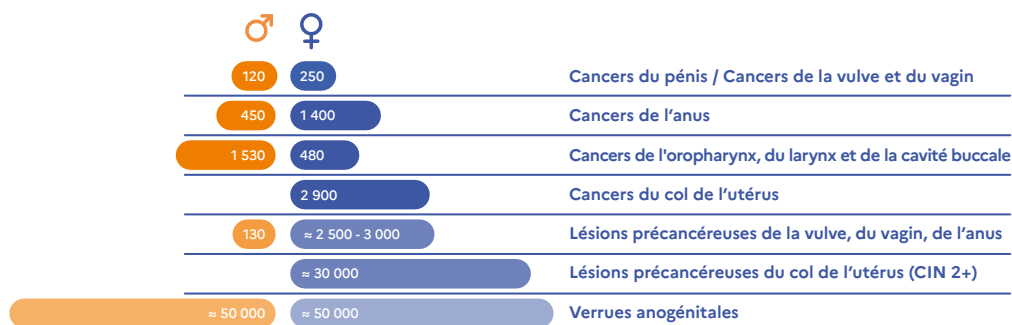 ♂ ♀
120 250 Cancers du pénis / Cancers de la vulve et du vagin
450 1 400 Cancers de l'anus
1 530 480 Cancers de l'oropharynx, du larynx et de la cavité buccale
2 900 Cancers du col de l'utérus
130 ≈ 2 500 - 3 000 Lésions précancéreuses de la vulve, du vagin, de l'anus
≈ 30 000 Lésions précancéreuses du col de l'utérus (CIN 2+)
≈ 50 000 ≈ 50 000 Verrues anogénitales